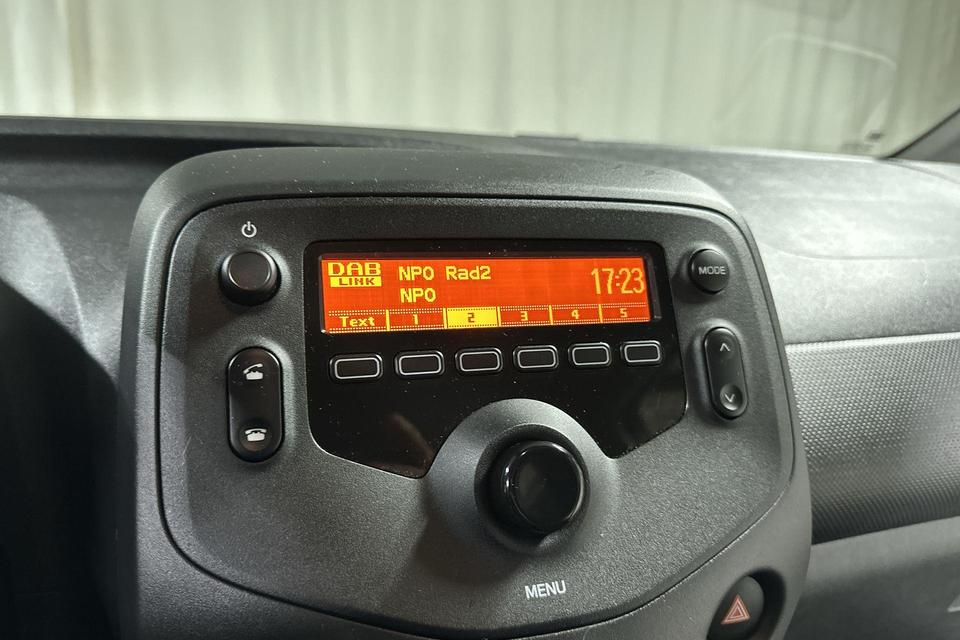 DAB NPO Rad2 17:23
LINK NPO
Text 1 2 3 4 5
MODE
MENU